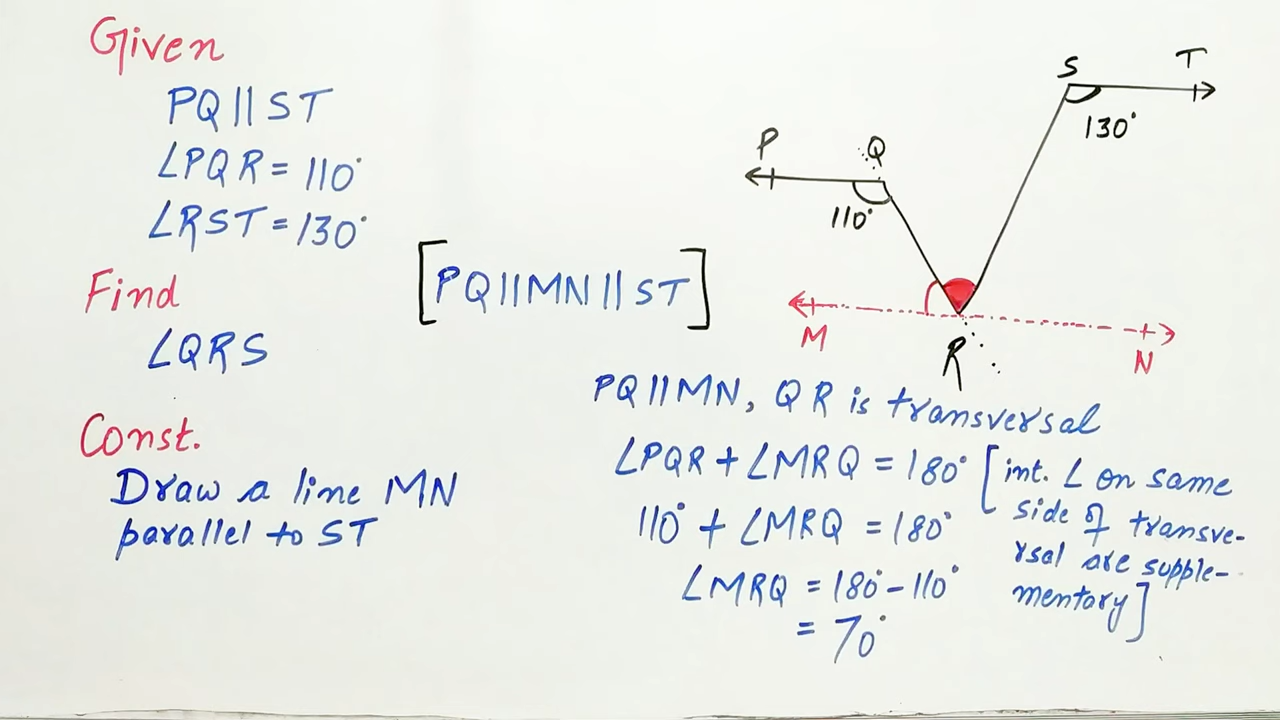 Given
PQ || ST
∠PQR = 110°
∠RST = 130°
Find
∠QRS
Const.
Draw a line MN
parallel to ST
[PQ || MN || ST]
S
T
130°
P
Q
110°
M
N
R
PQ || MN, QR is transversal
∠PQR + ∠MRQ = 180° [int. ∠ on same
side of transve-
rsal are supple-
mentary]
110° + ∠MRQ = 180°
∠MRQ = 180° - 110°
= 70°